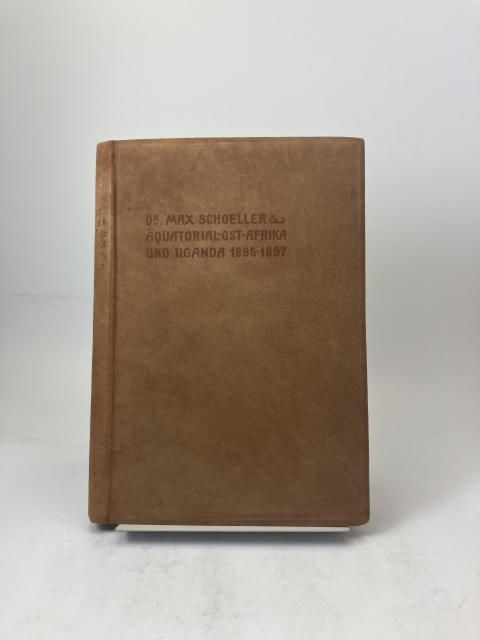 DR. MAX SCHOELLER
ÄQUATORIAL-OST-AFRIKA
UND UGANDA 1896-1897